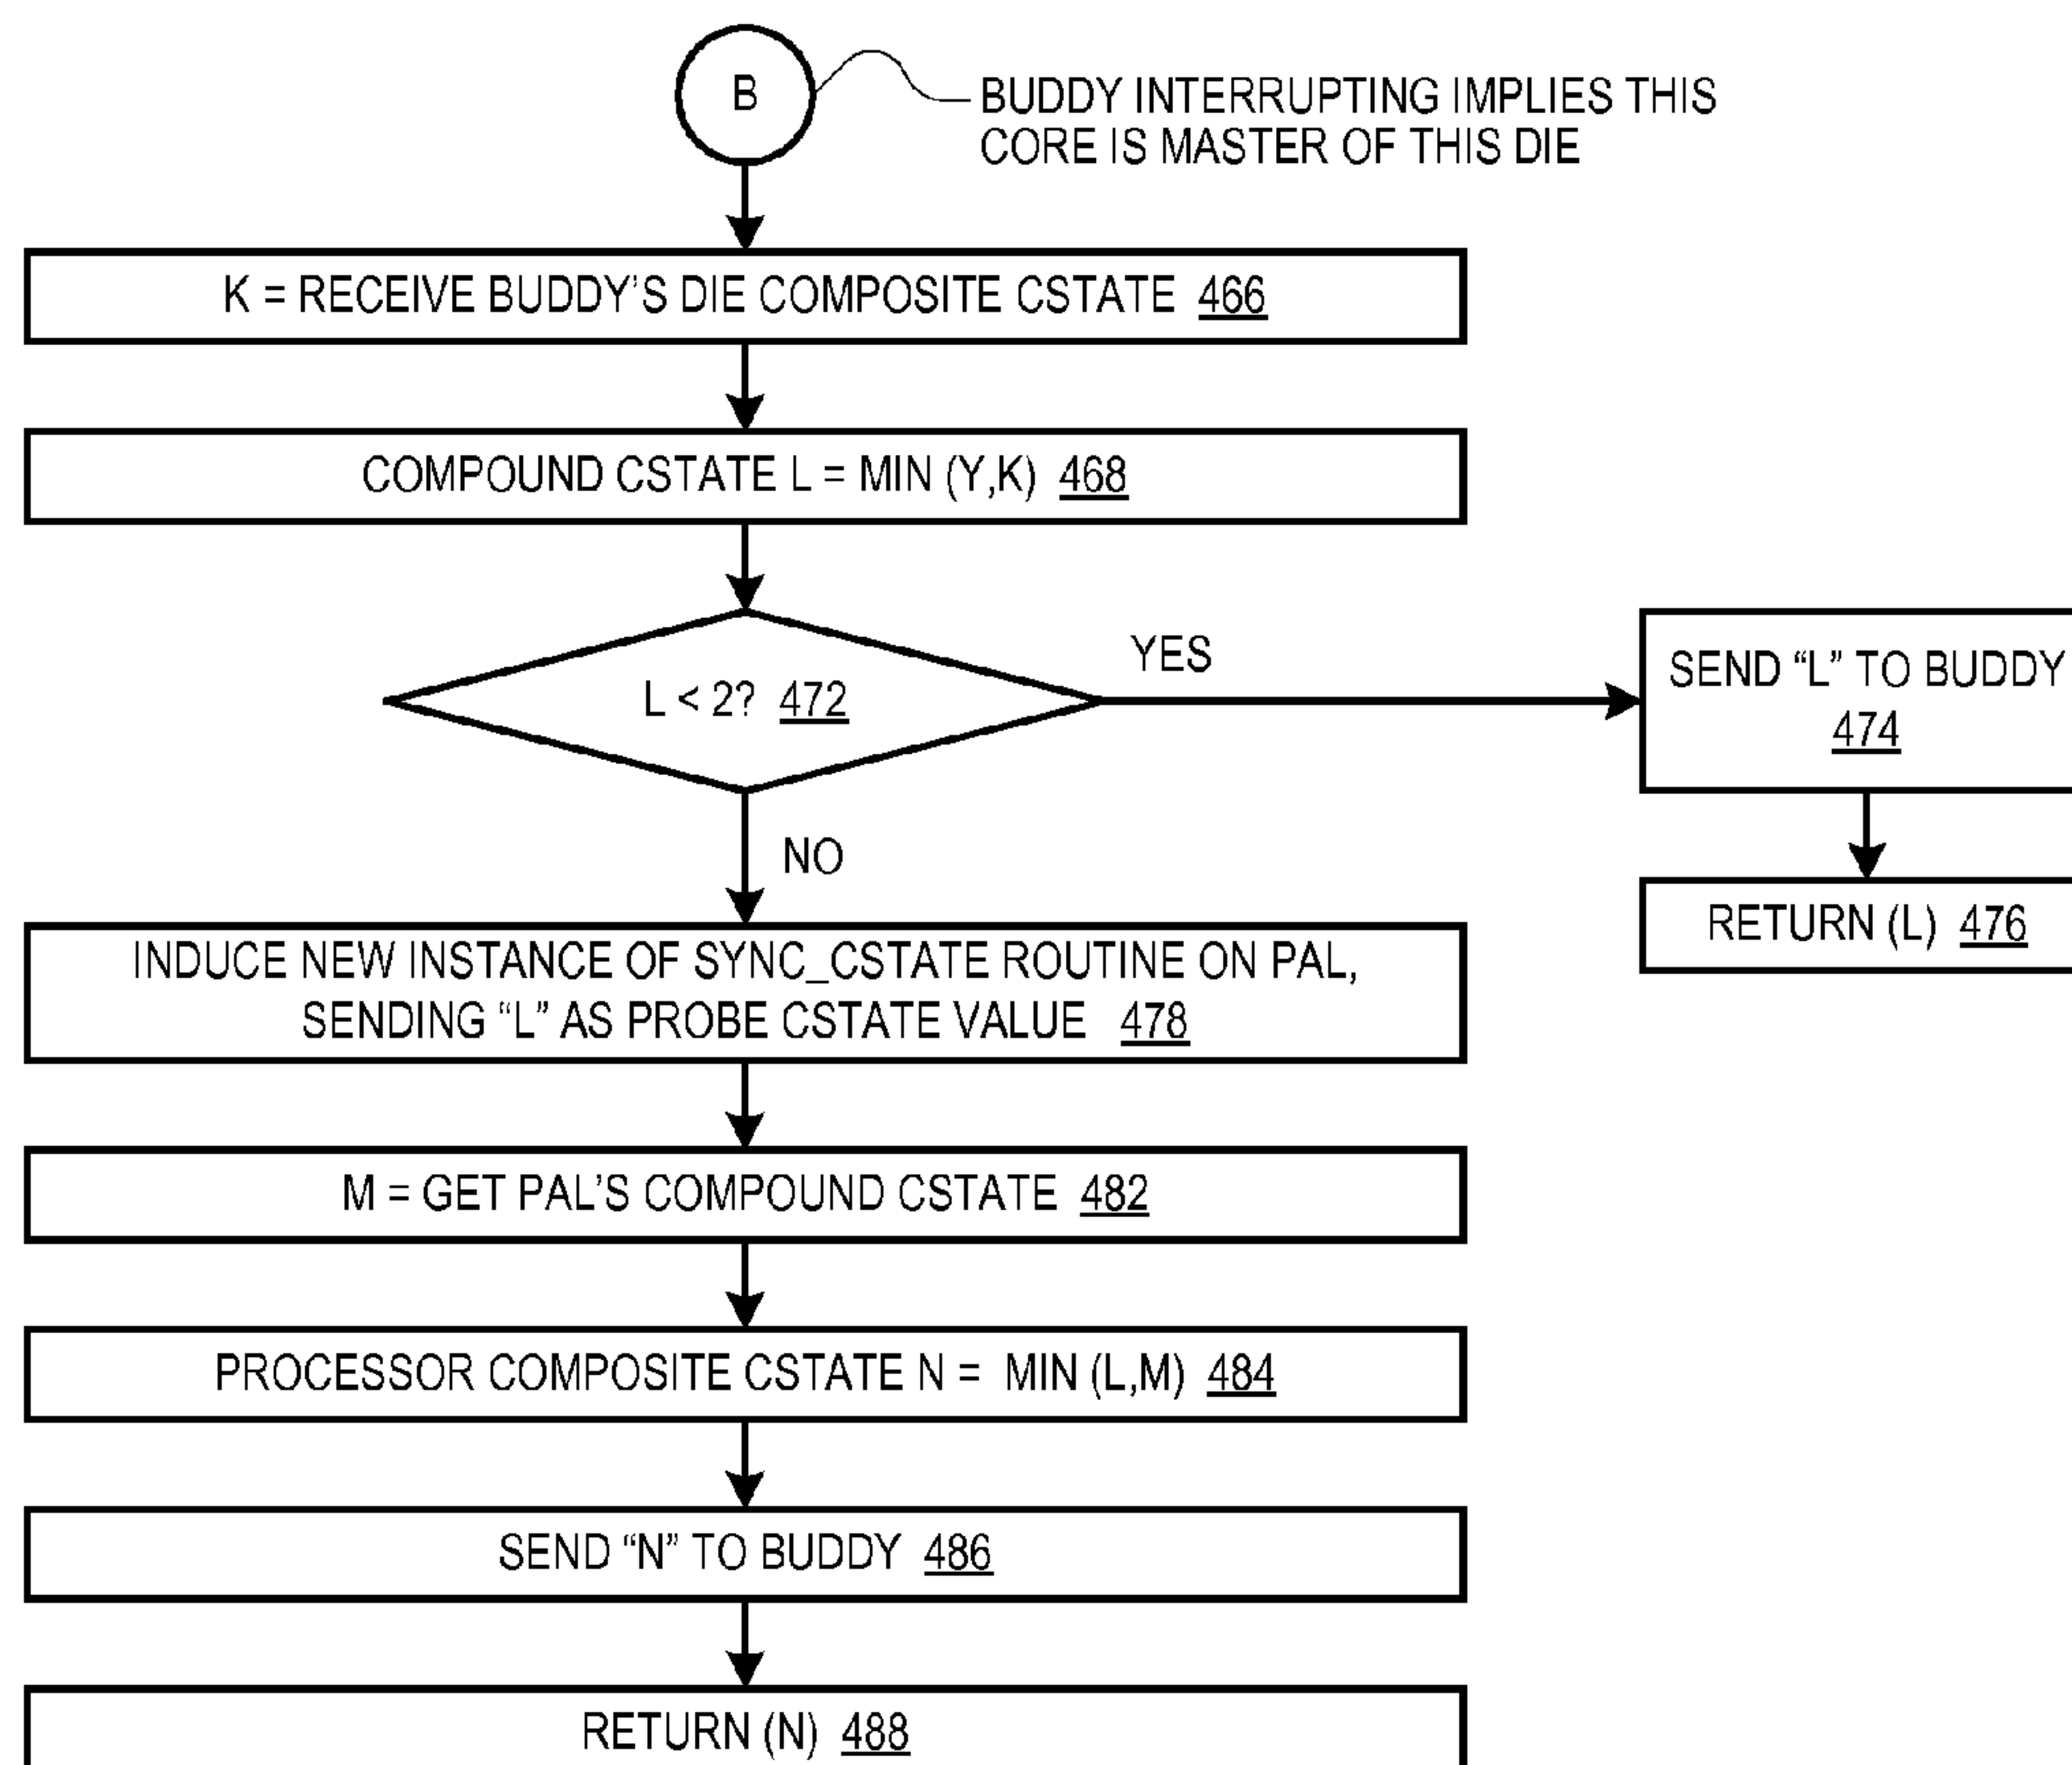 B
BUDDY INTERRUPTING IMPLIES THIS
CORE IS MASTER OF THIS DIE
K = RECEIVE BUDDY’S DIE COMPOSITE CSTATE 466
COMPOUND CSTATE L = MIN (Y,K) 468
L < 2? 472
YES
SEND “L” TO BUDDY
474
RETURN (L) 476
NO
INDUCE NEW INSTANCE OF SYNC_CSTATE ROUTINE ON PAL,
SENDING “L” AS PROBE CSTATE VALUE 478
M = GET PAL’S COMPOUND CSTATE 482
PROCESSOR COMPOSITE CSTATE N = MIN (L,M) 484
SEND “N” TO BUDDY 486
RETURN (N) 488